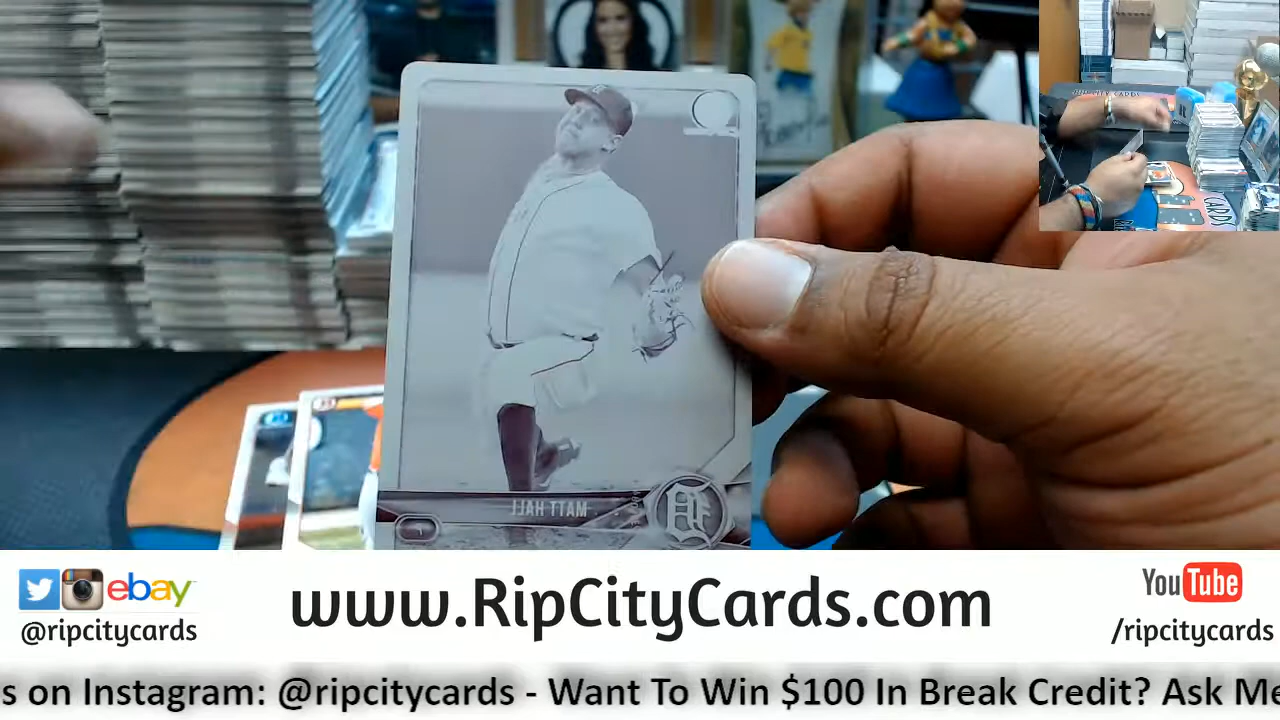 MATT HALL
D
ebay
@ripcitycards
www.RipCityCards.com
YouTube
/ripcitycards
s on Instagram: @ripcitycards - Want To Win $100 In Break Credit? Ask Me